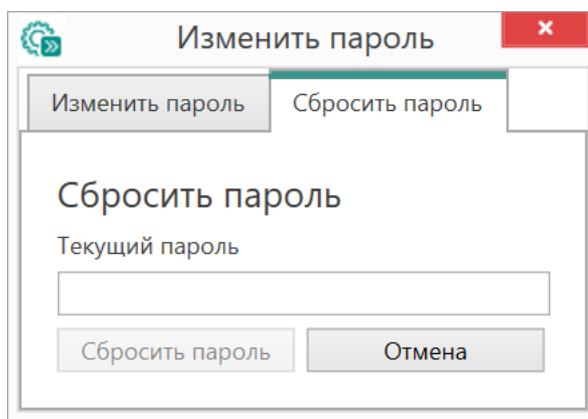 Изменить пароль
Изменить пароль Сбросить пароль
Сбросить пароль
Текущий пароль
Сбросить пароль Отмена